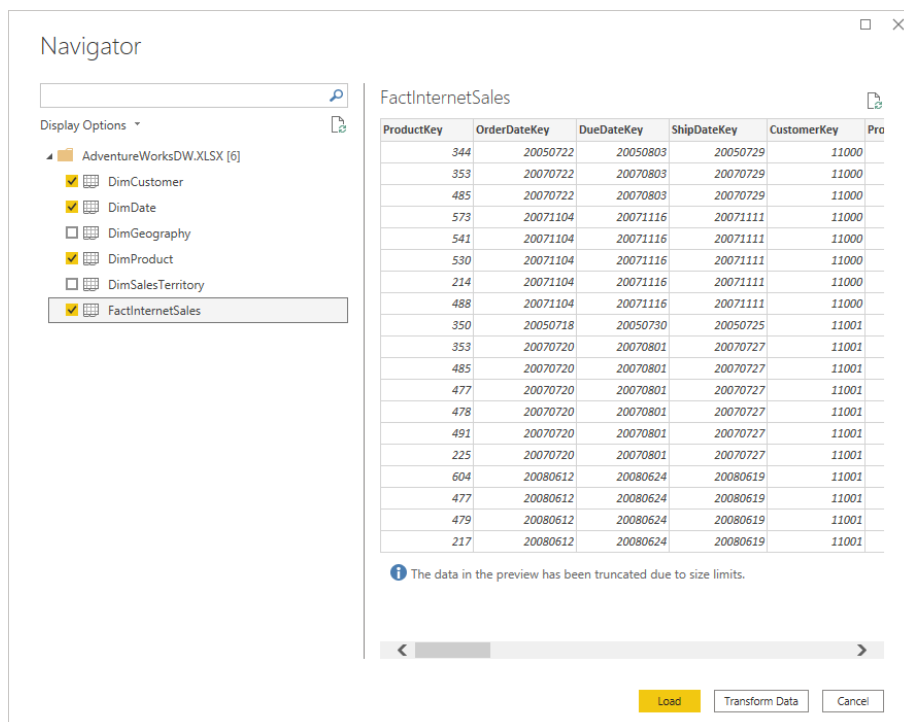 Navigator
Display Options
AdventureWorksDW.XLSX [6]
DimCustomer
DimDate
DimGeography
DimProduct
DimSalesTerritory
FactInternetSales
FactInternetSales
ProductKey OrderDateKey DueDateKey ShipDateKey CustomerKey Pro
344 20050722 20050803 20050729 11000
353 20070722 20070803 20070729 11000
485 20070722 20070803 20070729 11000
573 20071104 20071116 20071111 11000
541 20071104 20071116 20071111 11000
530 20071104 20071116 20071111 11000
214 20071104 20071116 20071111 11000
488 20071104 20071116 20071111 11000
350 20050718 20050730 20050725 11001
353 20070720 20070801 20070727 11001
485 20070720 20070801 20070727 11001
477 20070720 20070801 20070727 11001
478 20070720 20070801 20070727 11001
491 20070720 20070801 20070727 11001
225 20070720 20070801 20070727 11001
604 20080612 20080624 20080619 11001
477 20080612 20080624 20080619 11001
479 20080612 20080624 20080619 11001
217 20080612 20080624 20080619 11001
The data in the preview has been truncated due to size limits.
Load Transform Data Cancel